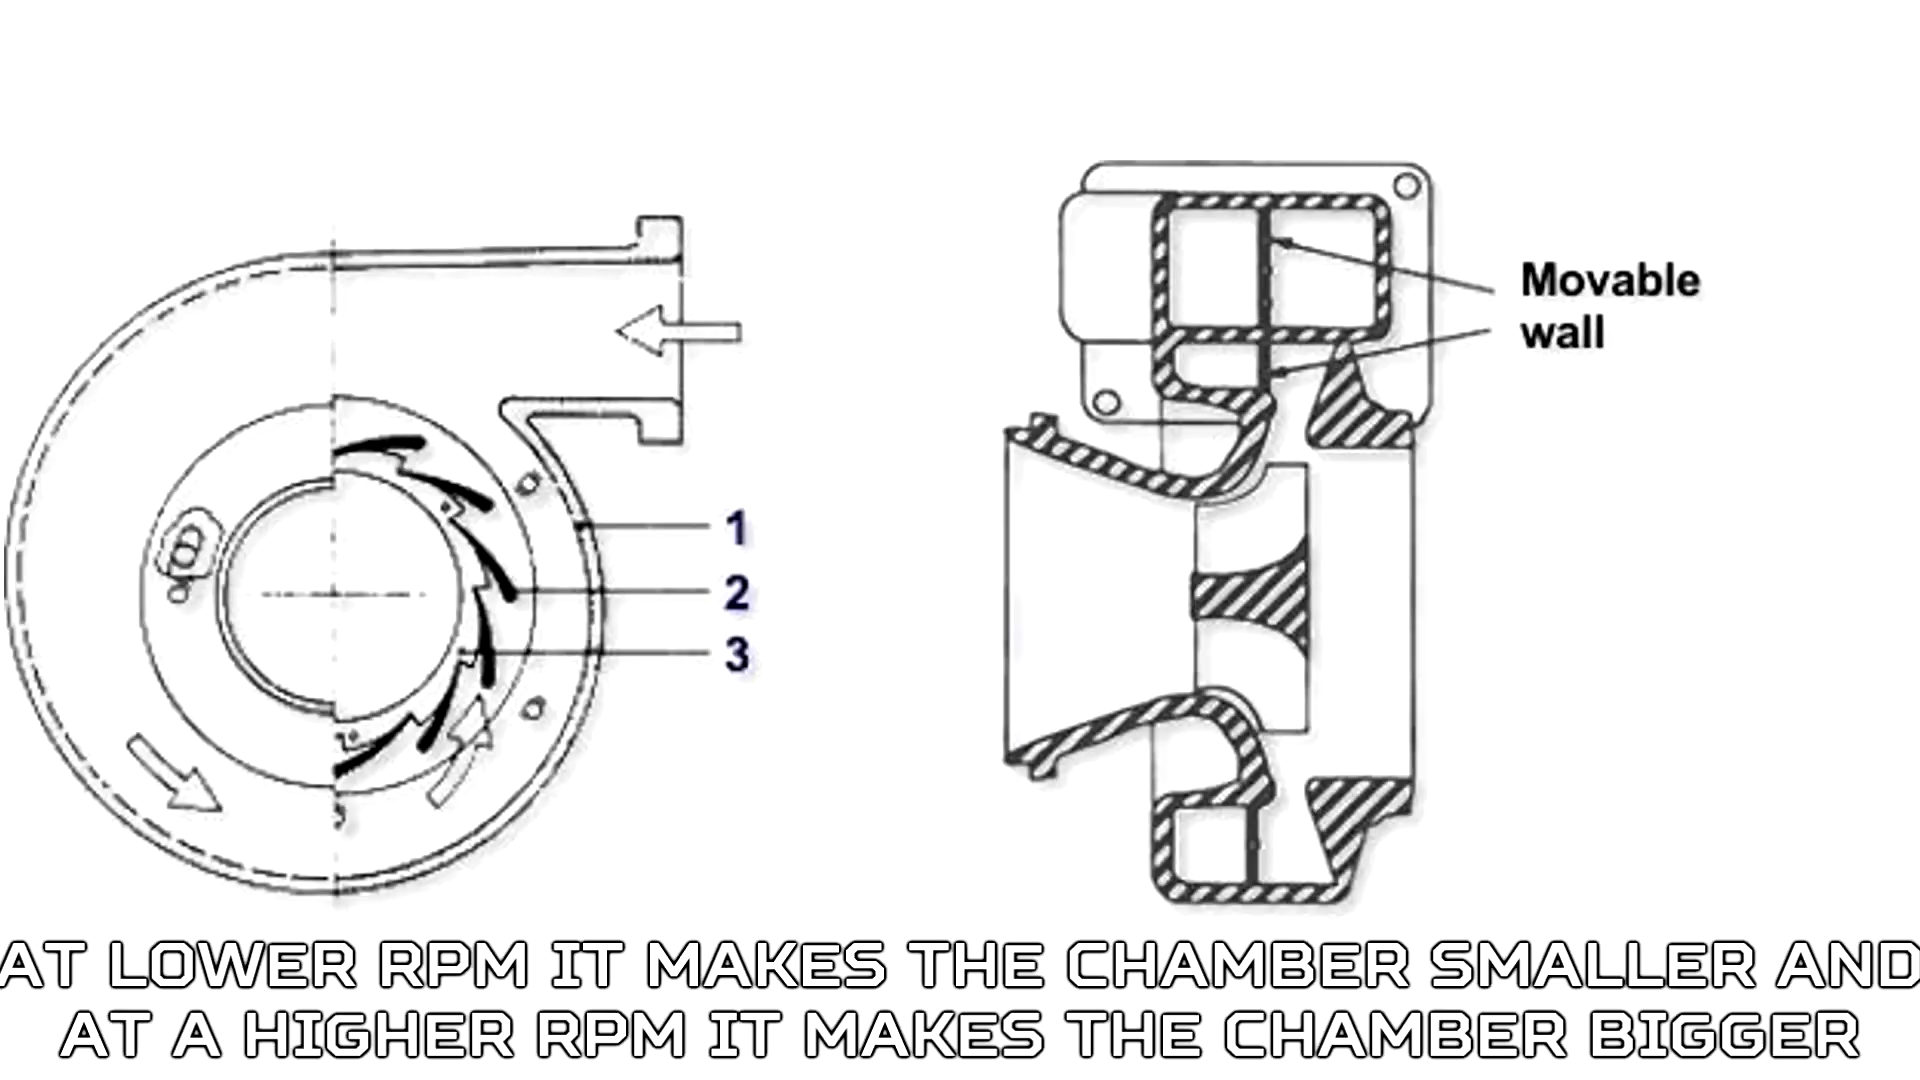 Movable
wall
1
2
3
AT LOWER RPM IT MAKES THE CHAMBER SMALLER AND
AT A HIGHER RPM IT MAKES THE CHAMBER BIGGER